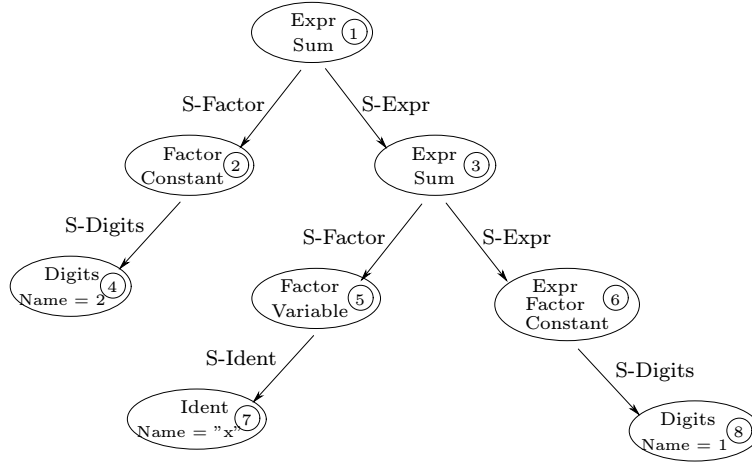 Expr
Sum
1
S-Factor
S-Expr
Factor
Constant
2
Expr
Sum
3
S-Digits
S-Factor
S-Expr
Digits
Name = 2
4
Factor
Variable
5
Expr
Factor
Constant
6
S-Ident
S-Digits
Ident
Name = ”x”
7
Digits
Name = 1
8